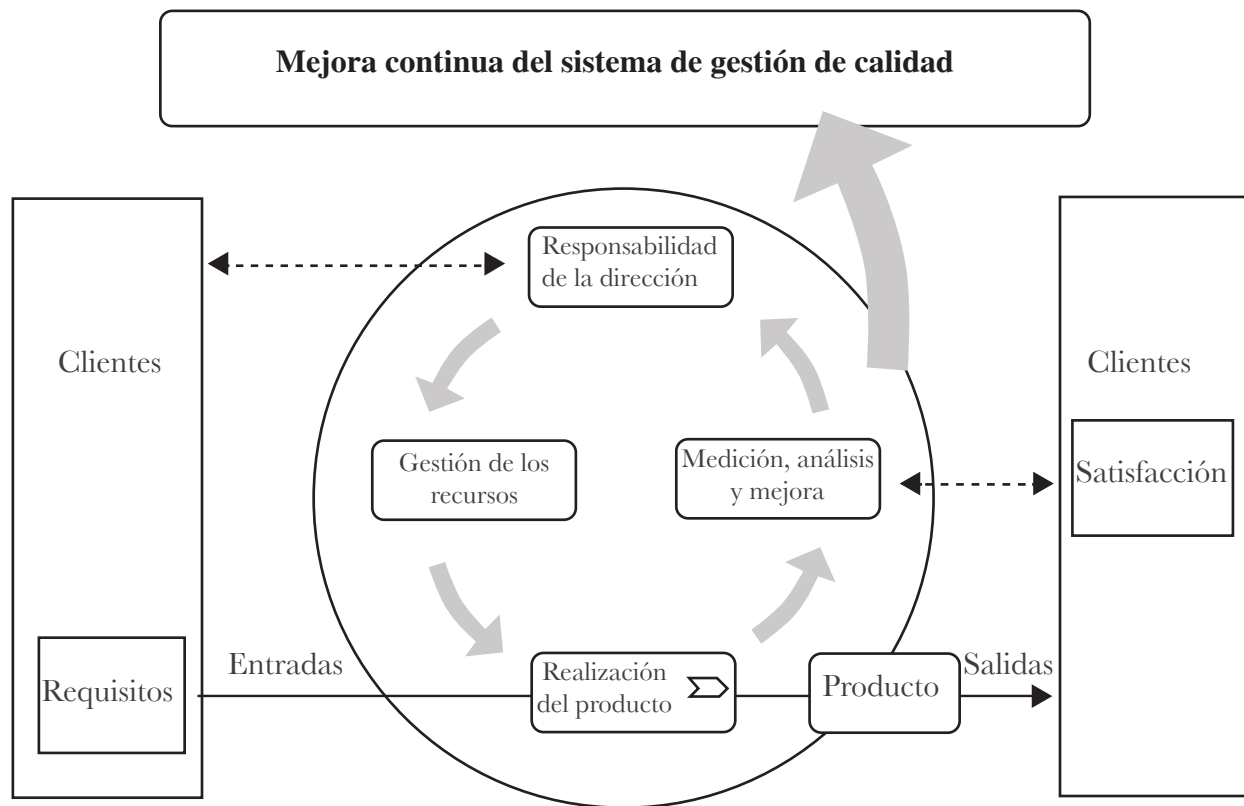 Mejora continua del sistema de gestión de calidad
Responsabilidad
de la dirección
Clientes
Clientes
Gestión de los
recursos
Medición, análisis
y mejora
Satisfacción
Entradas
Requisitos
Realización
del producto
Producto
Salidas